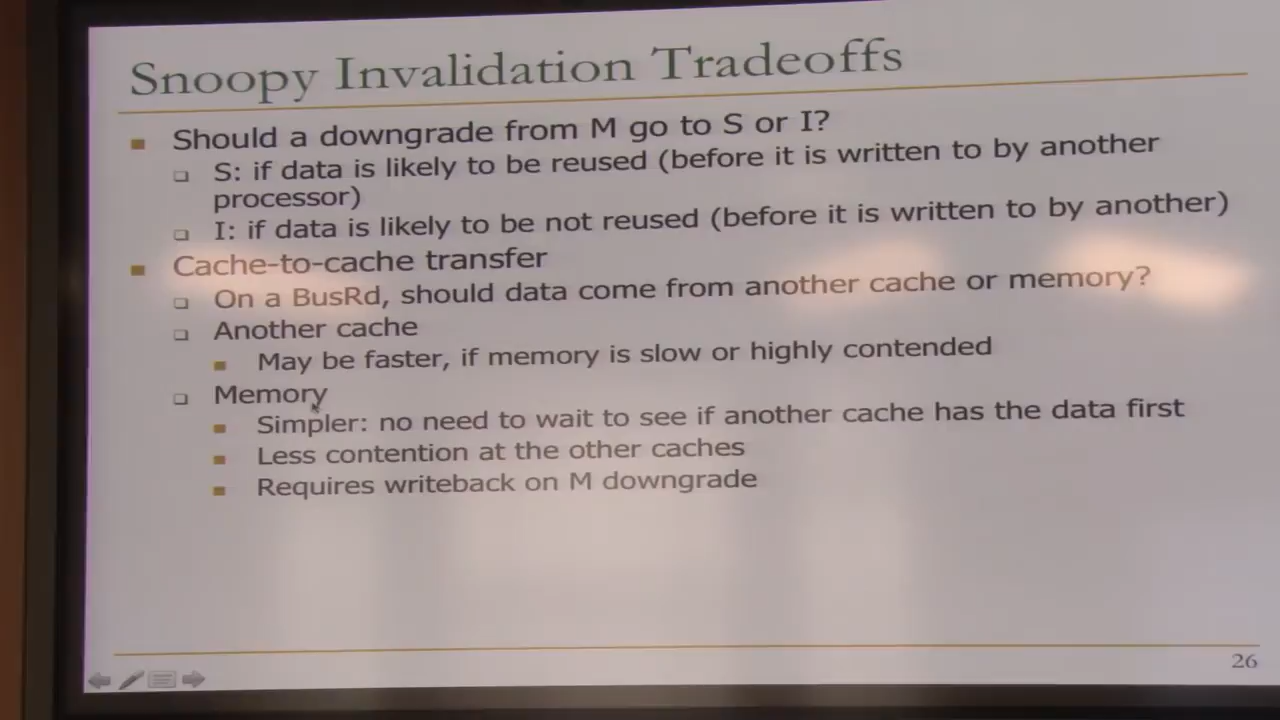 Snoopy Invalidation Tradeoffs
Should a downgrade from M go to S or I?
S: if data is likely to be reused (before it is written to by another
processor)
I: if data is likely to be not reused (before it is written to by another)
Cache-to-cache transfer
On a BusRd, should data come from another cache or memory?
Another cache
May be faster, if memory is slow or highly contended
Memory
Simpler: no need to wait to see if another cache has the data first
Less contention at the other caches
Requires writeback on M downgrade
26